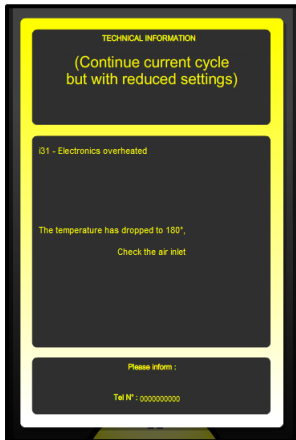 TECHNICAL INFORMATION
(Continue current cycle
but with reduced settings)
i31 - Electronics overheated
The temperature has dropped to 180°,
Check the air inlet
Please inform :
Tel N° : 0000000000